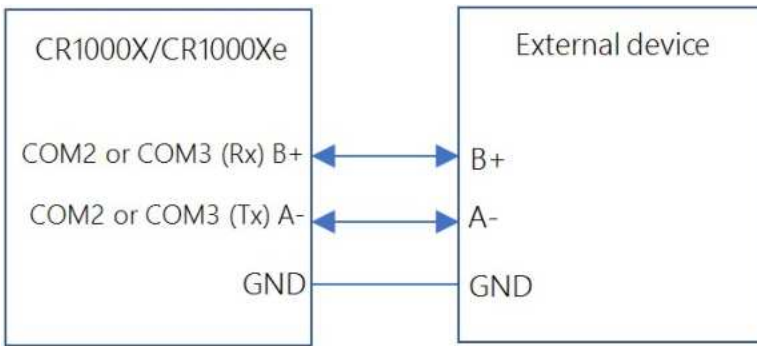 CR1000X/CR1000Xe
External device
COM2 or COM3 (Rx) B+
B+
COM2 or COM3 (Tx) A-
A-
GND
GND